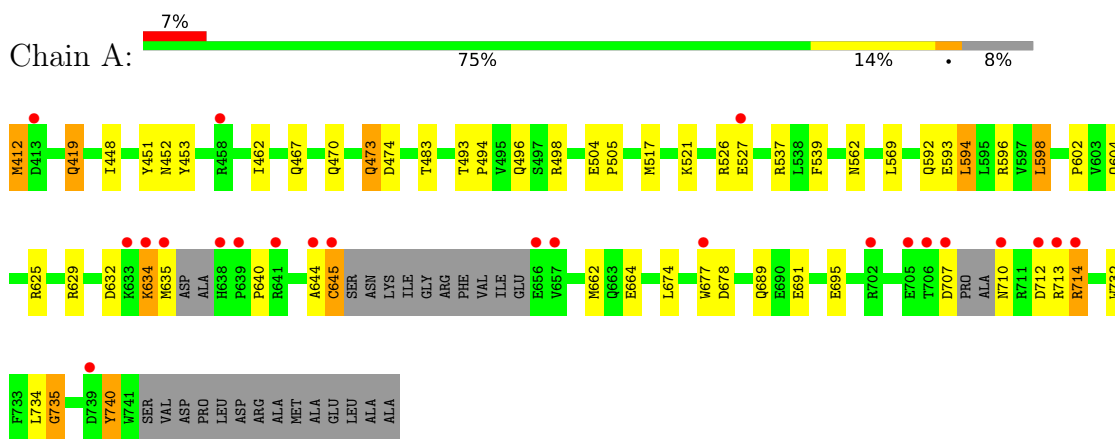 7%
Chain A:
75% 14% • 8%
M412 D413 Q419 I448 Y451 N452 Y453 R458 I462 Q467 Q470 Q473 D474 T483 T493 P494 V495 Q496 S497 R498 E504 P505 M517 K521 R526 E527 R537 L538 F539 N562 L569 Q592 E593 L594 L595 R596 V597 L598 P602 V603
R625 R629 D632 K633 K634 M635 ASP ALA H638 P639 P640 R641 A644 C645 SER ASN LYS ILE GLY ARG PHE VAL ILE GLU E656 V657 M662 Q663 E664 L674 W677 D678 Q689 E690 E691 E695 R702 E705 T706 D707 PRO ALA N710 R711 D712 R713 R714
F733 L734 G735 D739 Y740 W741 SER VAL ASP PRO LEU ASP ARG ALA MET ALA GLU LEU ALA ALA